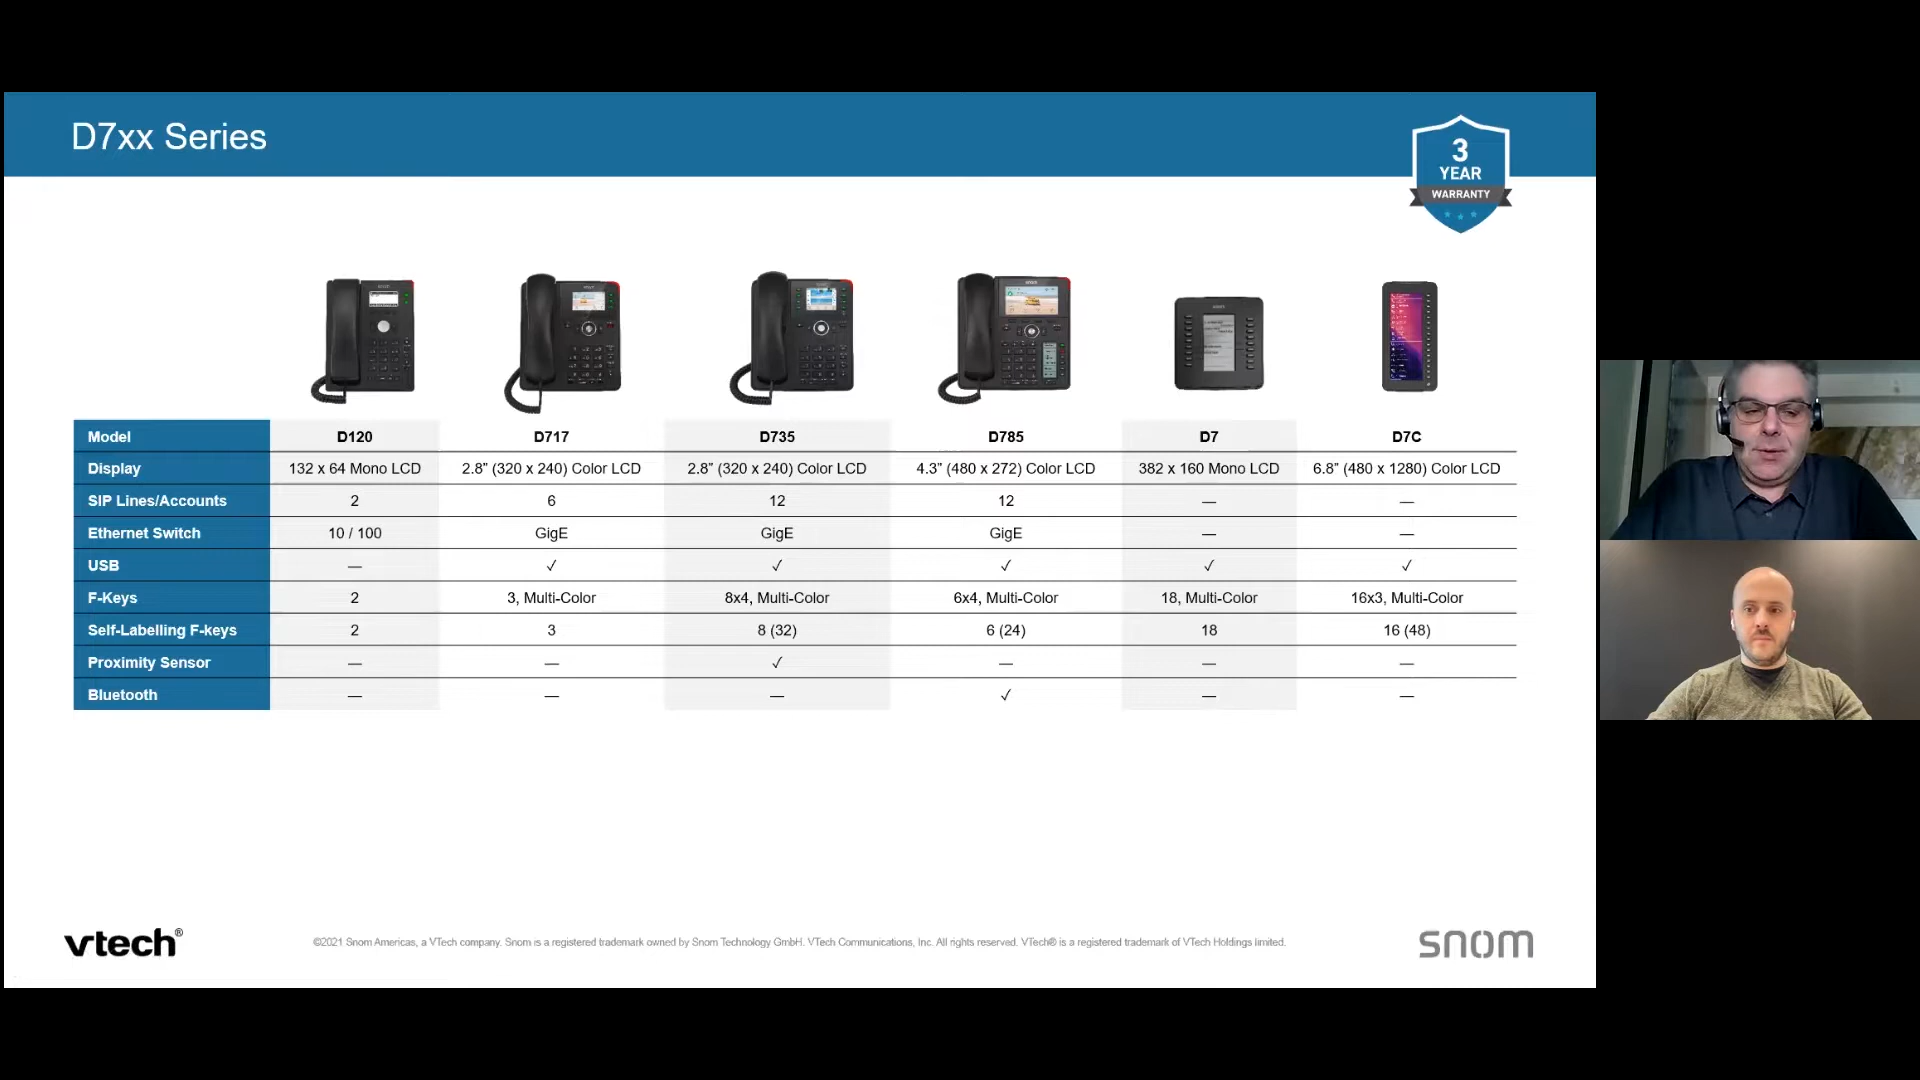 D7xx Series
3
YEAR
WARRANTY
Model D120 D717 D735 D785 D7 D7C
Display 132 x 64 Mono LCD 2.8” (320 x 240) Color LCD 2.8” (320 x 240) Color LCD 4.3” (480 x 272) Color LCD 382 x 160 Mono LCD 6.8” (480 x 1280) Color LCD
SIP Lines/Accounts 2 6 12 12 — —
Ethernet Switch 10 / 100 GigE GigE GigE — —
USB — ✓ ✓ ✓ ✓ ✓
F-Keys 2 3, Multi-Color 8x4, Multi-Color 6x4, Multi-Color 18, Multi-Color 16x3, Multi-Color
Self-Labelling F-keys 2 3 8 (32) 6 (24) 18 16 (48)
Proximity Sensor — — ✓ — — —
Bluetooth — — — ✓ — —
vtech®
©2021 Snom Americas, a VTech company. Snom is a registered trademark owned by Snom Technology GmbH. VTech Communications, Inc. All rights reserved. VTech® is a registered trademark of VTech Holdings limited.
snom